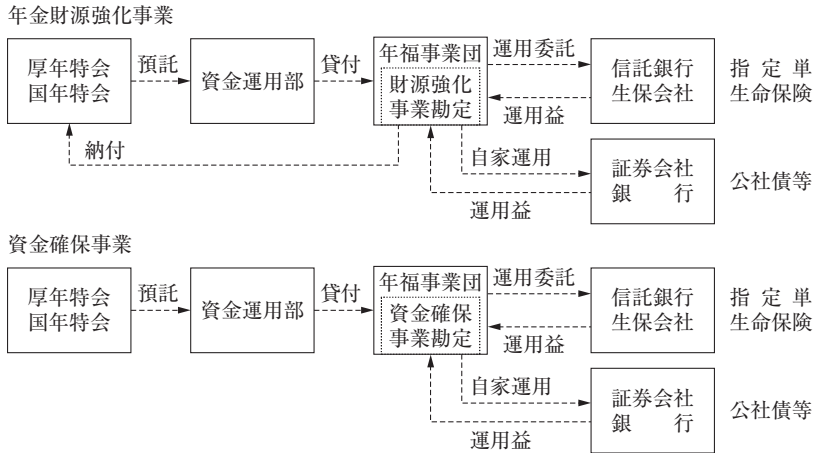 年金財源強化事業
厚年特会
国年特会
預託
資金運用部
貸付
年福事業団
財源強化
事業勘定
運用委託
運用益
信託銀行
生保会社
指定単
生命保険
納付
自家運用
運用益
証券会社
銀　　行
公社債等
資金確保事業
厚年特会
国年特会
預託
資金運用部
貸付
年福事業団
資金確保
事業勘定
運用委託
運用益
信託銀行
生保会社
指定単
生命保険
自家運用
運用益
証券会社
銀　　行
公社債等